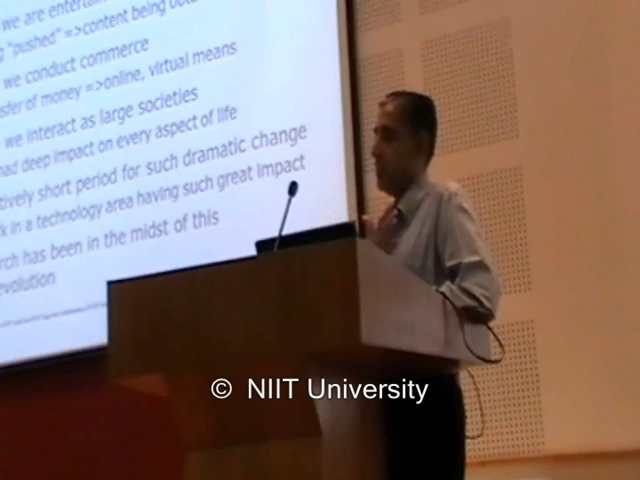 we are entertain
"pushed" =>content being
we conduct commerce
sfer of money =>online, virtual means
we interact as large societies
had deep impact on every aspect of life
tively short period for such dramatic change
k in a technology area having such great impact
rch has been in the midst of this
evolution
© NIIT University